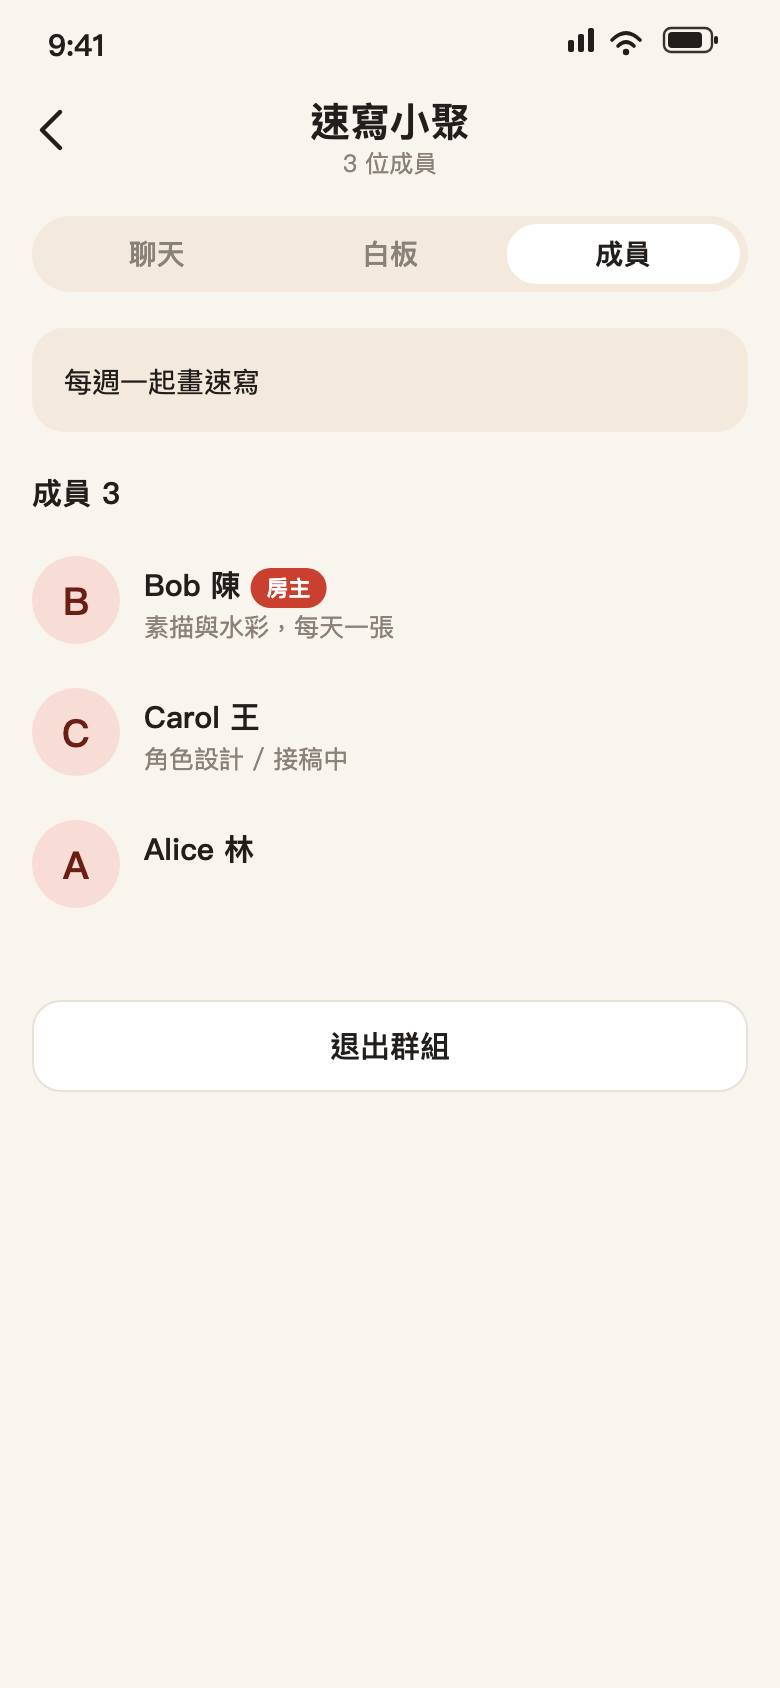 9:41
速寫小聚
3 位成員
聊天
白板
成員
每週一起畫速寫
成員 3
B
Bob 陳
房主
素描與水彩，每天一張
C
Carol 王
角色設計 / 接稿中
A
Alice 林
退出群組